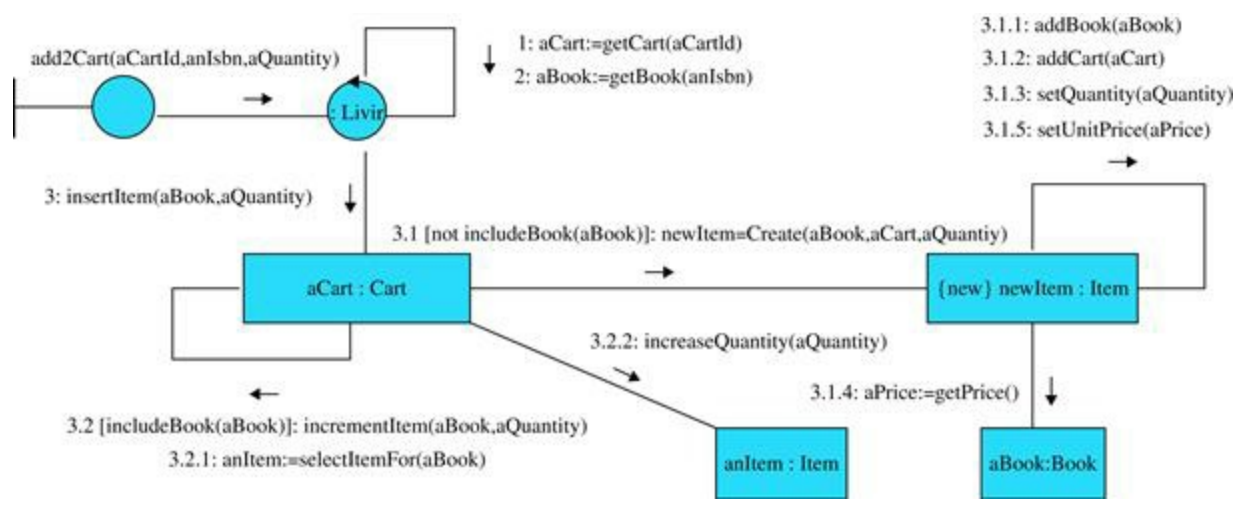 3.1.1: addBook(aBook)
add2Cart(aCartId,anIsbn,aQuantity)
1: aCart:=getCart(aCartId)
3.1.2: addCart(aCart)
2: aBook:=getBook(anIsbn)
3.1.3: setQuantity(aQuantity)
: Livir
3.1.5: setUnitPrice(aPrice)
3: insertItem(aBook,aQuantity)
3.1 [not includeBook(aBook)]: newItem=Create(aBook,aCart,aQuantiy)
aCart : Cart
{new} newItem : Item
3.2.2: increaseQuantity(aQuantity)
3.1.4: aPrice:=getPrice()
3.2 [includeBook(aBook)]: incrementItem(aBook,aQuantity)
3.2.1: anItem:=selectItemFor(aBook)
anItem : Item
aBook:Book